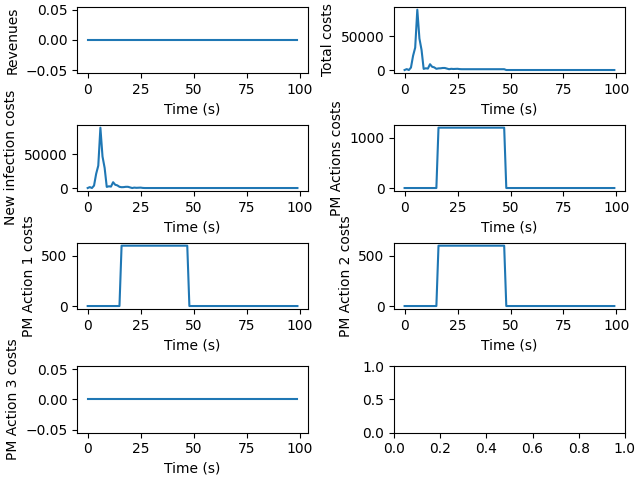 Revenues
0.05
0.00
−0.05
0 25 50 75 100
Time (s)
Total costs
50000
0
0 25 50 75 100
Time (s)
New infection costs
50000
0
0 25 50 75 100
Time (s)
PM Actions costs
1000
0
0 25 50 75 100
Time (s)
PM Action 1 costs
500
0
0 25 50 75 100
Time (s)
PM Action 2 costs
500
0
0 25 50 75 100
Time (s)
PM Action 3 costs
0.05
0.00
−0.05
0 25 50 75 100
Time (s)
1.0
0.5
0.0
0.0 0.2 0.4 0.6 0.8 1.0